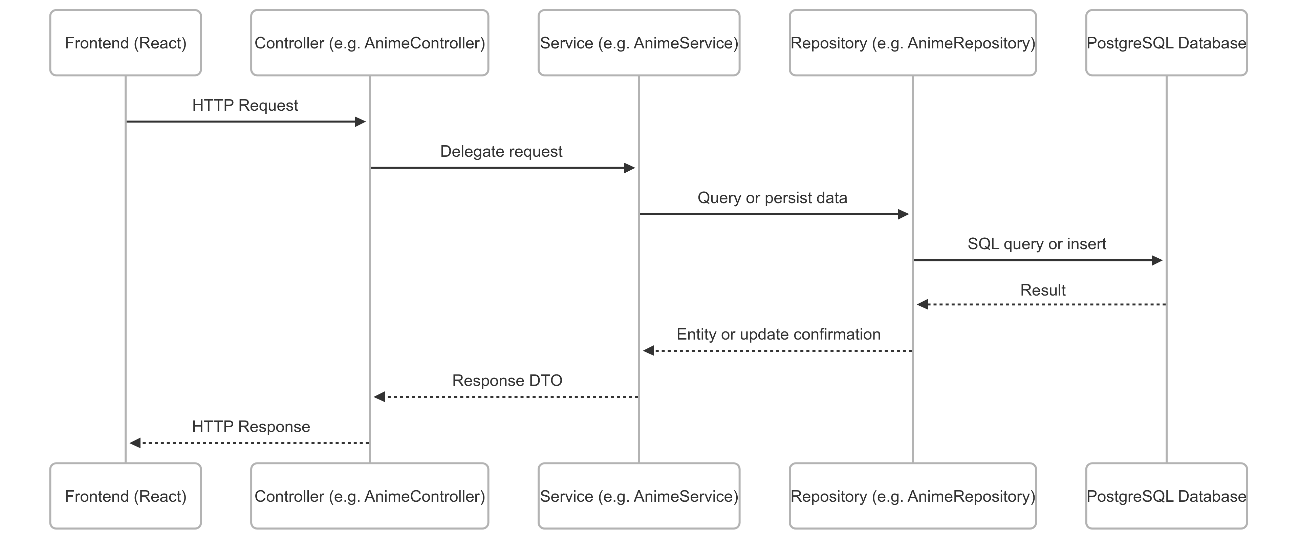 Frontend (React)
Controller (e.g. AnimeController)
Service (e.g. AnimeService)
Repository (e.g. AnimeRepository)
PostgreSQL Database
HTTP Request
Delegate request
Query or persist data
SQL query or insert
Result
Entity or update confirmation
Response DTO
HTTP Response
Frontend (React)
Controller (e.g. AnimeController)
Service (e.g. AnimeService)
Repository (e.g. AnimeRepository)
PostgreSQL Database